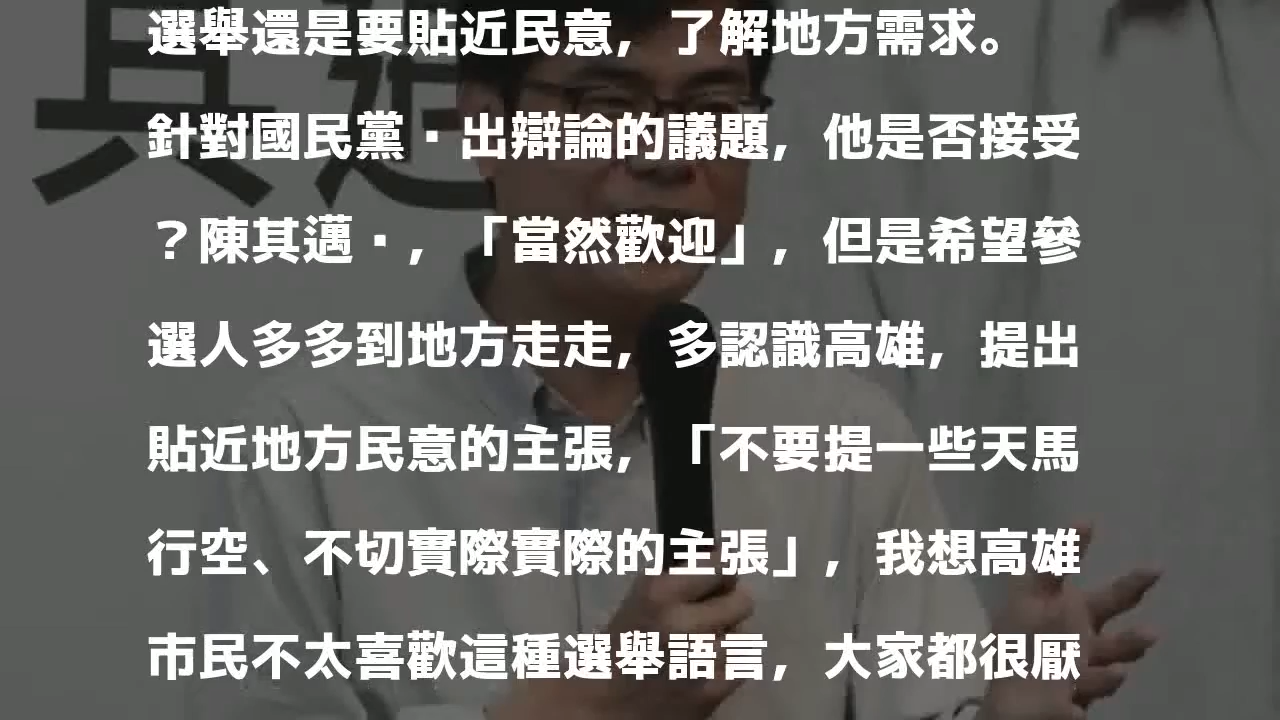 選舉還是要貼近民意，了解地方需求。
針對國民黨·出辯論的議題，他是否接受
？陳其邁·，「當然歡迎」，但是希望參
選人多多到地方走走，多認識高雄，提出
貼近地方民意的主張，「不要提一些天馬
行空、不切實際實際的主張」，我想高雄
市民不太喜歡這種選舉語言，大家都很厭
其邁